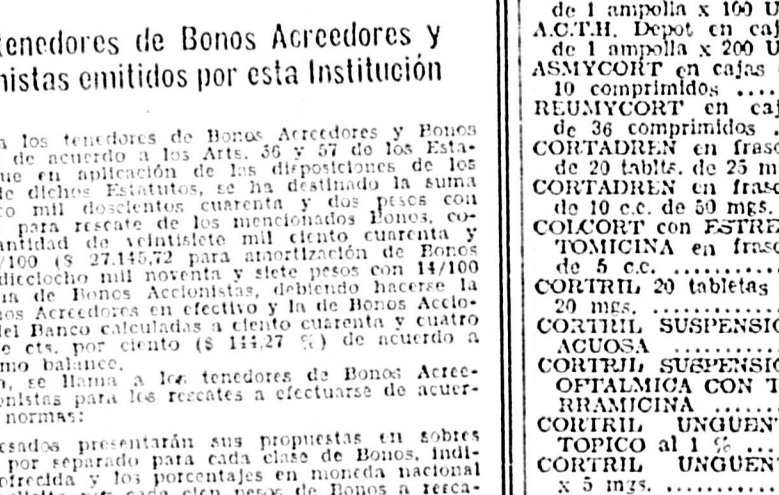 tenedores de Bonos Acreedores y
nistas emitidos por esta Institución
a los tenedores de Bonos Acreedores y Bonos
de acuerdo a los Arts. 56 y 57 de los Esta-
ue en aplicación de las disposiciones de los
de dichos Estatutos, se ha destinado la suma
co mil doscientos cuarenta y dos pesos con
para rescate de los mencionados Bonos, co-
antidad de veintisiete mil ciento cuarenta y
/100 ($ 27.145,72 para amortización de Bonos
dieciocho mil noventa y siete pesos con 14/100
na de Bonos Accionistas, debiendo hacerse la
nos Acreedores en efectivo y la de Bonos Accio-
del Banco calculadas a ciento cuarenta y cuatro
e cts. por ciento ($ 144,27 %) de acuerdo a
mo balance.
a, se llama a los tenedores de Bonos Acree-
onistas para los rescates a efectuarse de acuer-
normas:
esados presentarán sus propuestas en sobres
por separado para cada clase de Bonos, indi-
ofrecida y los porcentajes en moneda nacional
cada cien pesos de Bonos a resca-
de 1 ampolla x 100 U
A.C.T.H. Depot en caj
de 1 ampolla x 200 U
ASMYCORT en cajas
10 comprimidos ....
REUMYCORT en caj
de 36 comprimidos .
CORTADREN en frasc
de 20 tablts. de 25 m
CORTADREN en frasc
de 10 c.c. de 50 mgs.
COLCORT con ESTRE
TOMICINA en frasc
de 5 c.c. ..........
CORTRIL 20 tabletas
20 mgs. ............
CORTRIL SUSPENSIO
ACUOSA ..........
CORTRIL SUSPENSIO
OFTALMICA CON T
RRAMICINA .......
CORTRIL UNGUENT
TOPICO al 1 % ....
CORTRIL UNGUENT
x 5 mgs. ..........